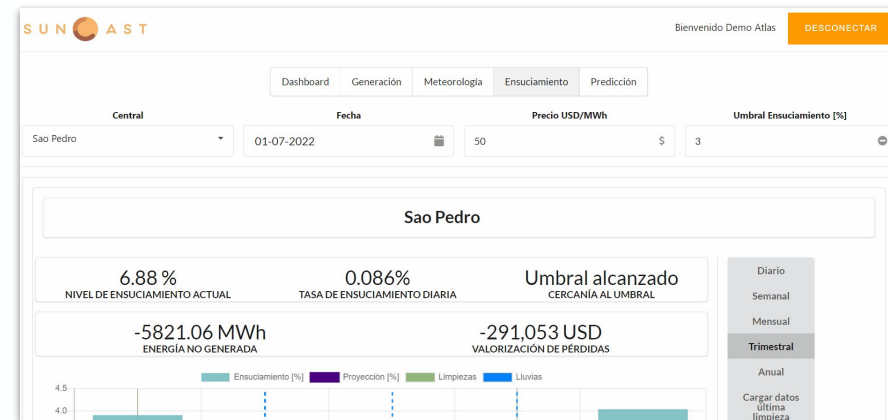 SUNCAST
Bienvenido Demo Atlas
DESCONECTAR
Dashboard Generación Meteorología Ensuciamiento Predicción
Central Fecha Precio USD/MWh Umbral Ensuciamiento [%]
Sao Pedro 01-07-2022 50 $ 3
Sao Pedro
6.88 % 0.086% Umbral alcanzado
NIVEL DE ENSUCIAMIENTO ACTUAL TASA DE ENSUCIAMIENTO DIARIA CERCANÍA AL UMBRAL
-5821.06 MWh -291,053 USD
ENERGÍA NO GENERADA VALORIZACIÓN DE PÉRDIDAS
Ensuciamiento [%] Proyección [%] Limpiezas Lluvias
4.5
4.0
Diario
Semanal
Mensual
Trimestral
Anual
Cargar datos
última
limpieza